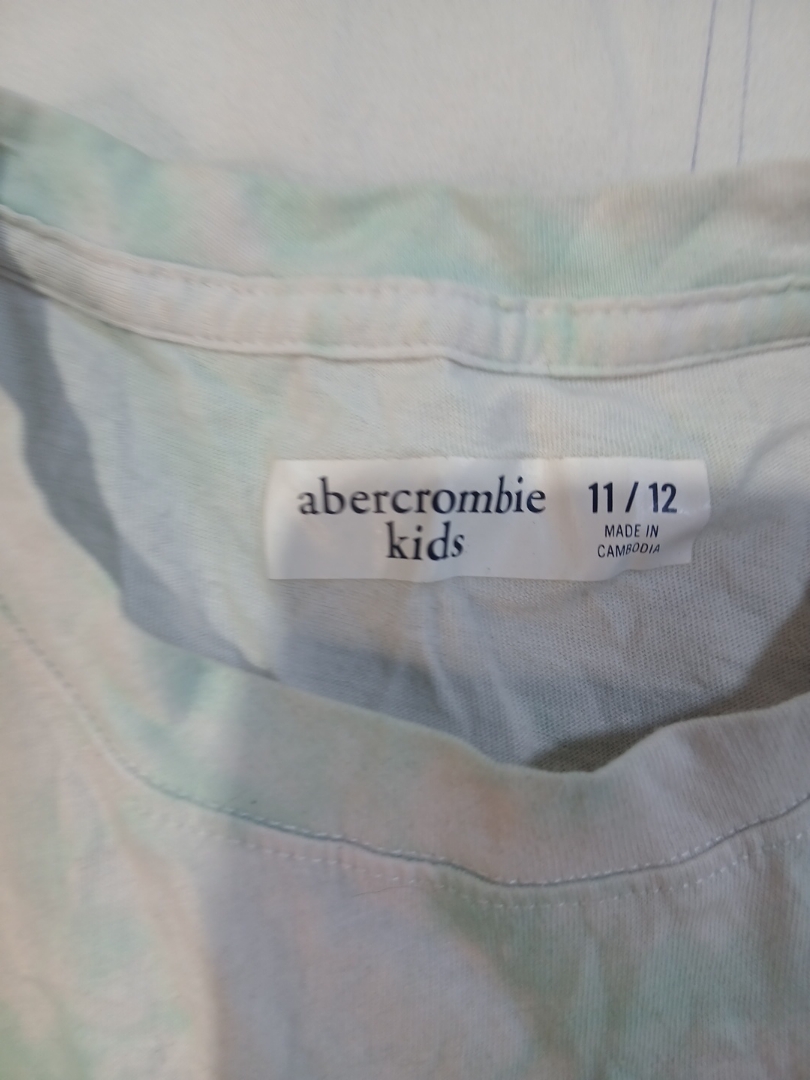 abercrombie
kids
11 / 12
MADE IN
CAMBODIA